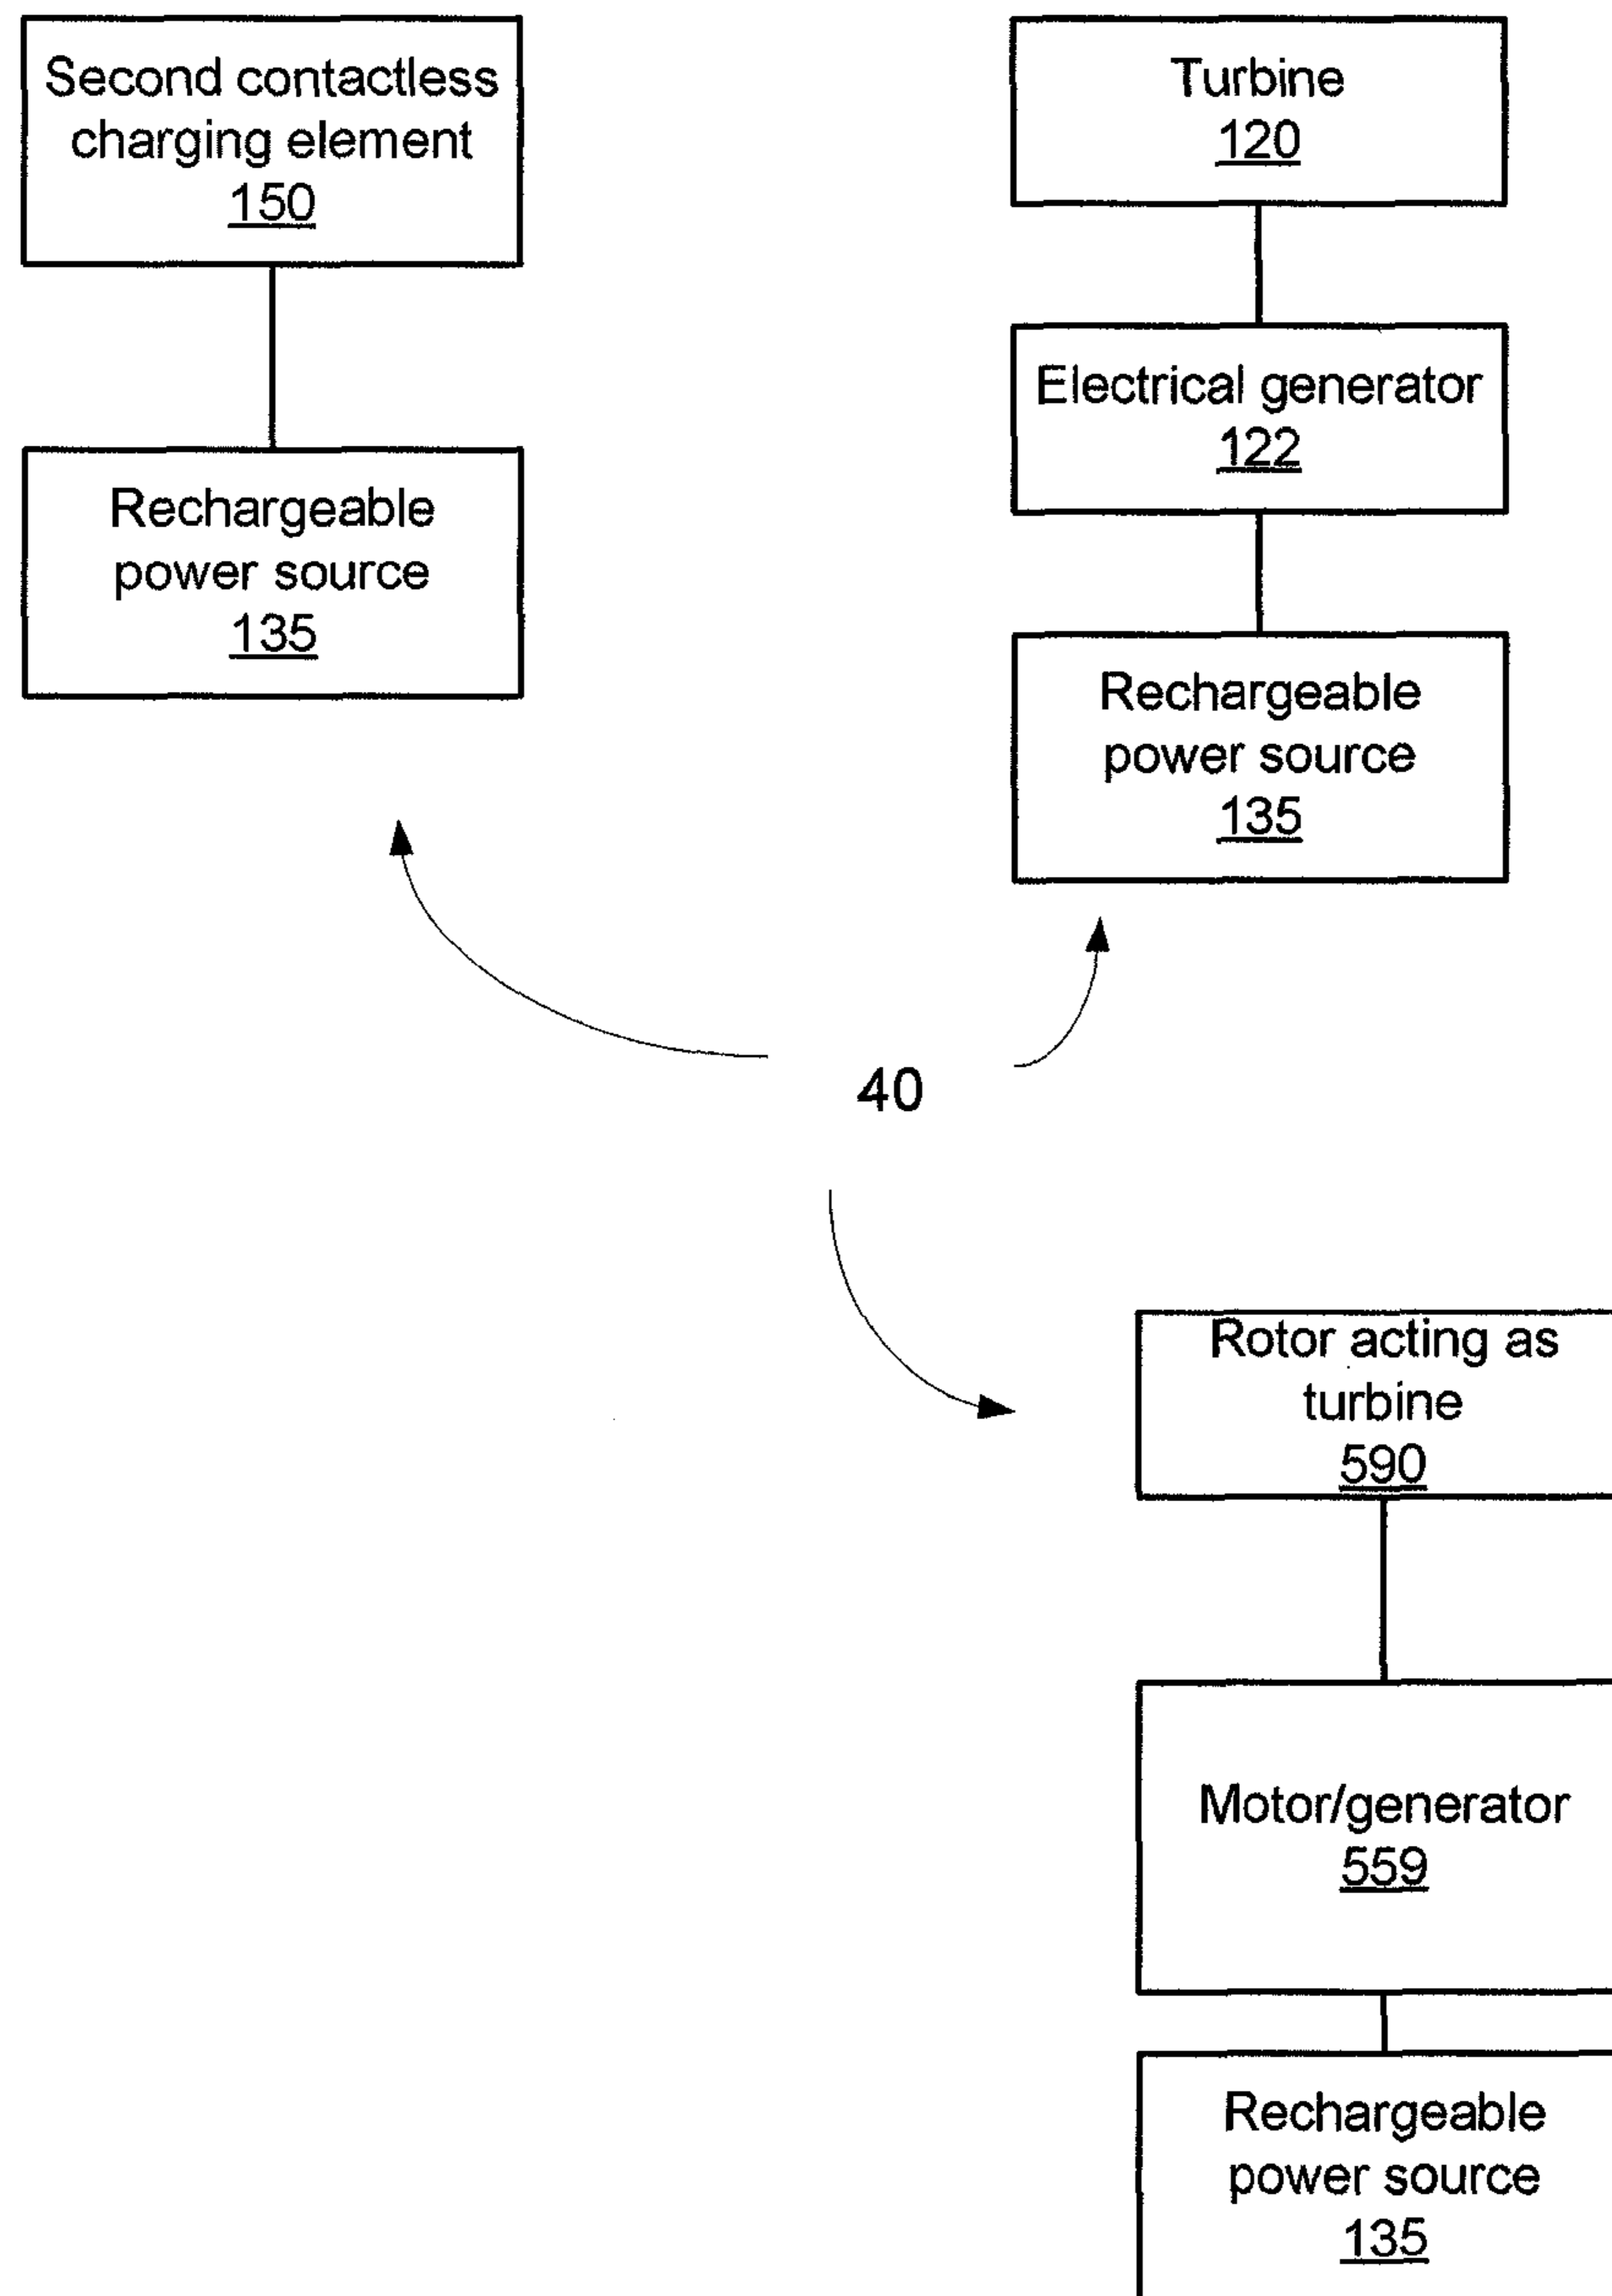 Second contactless
charging element
150
Rechargeable
power source
135
Turbine
120
Electrical generator
122
Rechargeable
power source
135
40
Rotor acting as
turbine
590
Motor/generator
559
Rechargeable
power source
135